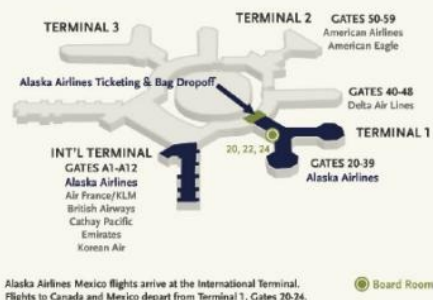 TERMINAL 3
TERMINAL 2
GATES 50-59
American Airlines
American Eagle
Alaska Airlines Ticketing & Bag Dropoff
GATES 40-48
Delta Air Lines
TERMINAL 1
20, 22, 24
GATES 20-39
Alaska Airlines
INT'L TERMINAL
GATES A1-A12
Alaska Airlines
Air France/KLM
British Airways
Cathay Pacific
Emirates
Korean Air
Alaska Airlines Mexico flights arrive at the International Terminal.
Flights to Canada and Mexico depart from Terminal 1, Gates 20-24.
Board Room